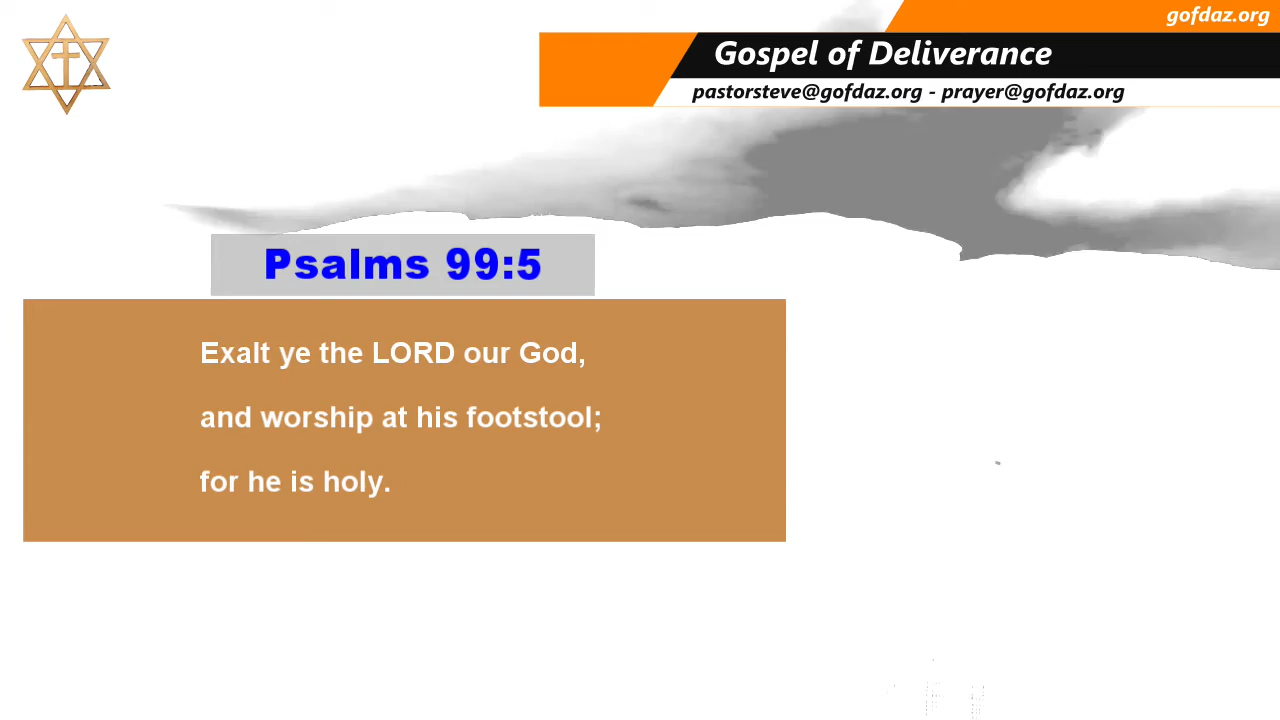 gofdaz.org
Gospel of Deliverance
pastorsteve@gofdaz.org - prayer@gofdaz.org
Psalms 99:5
Exalt ye the LORD our God,
and worship at his footstool;
for he is holy.